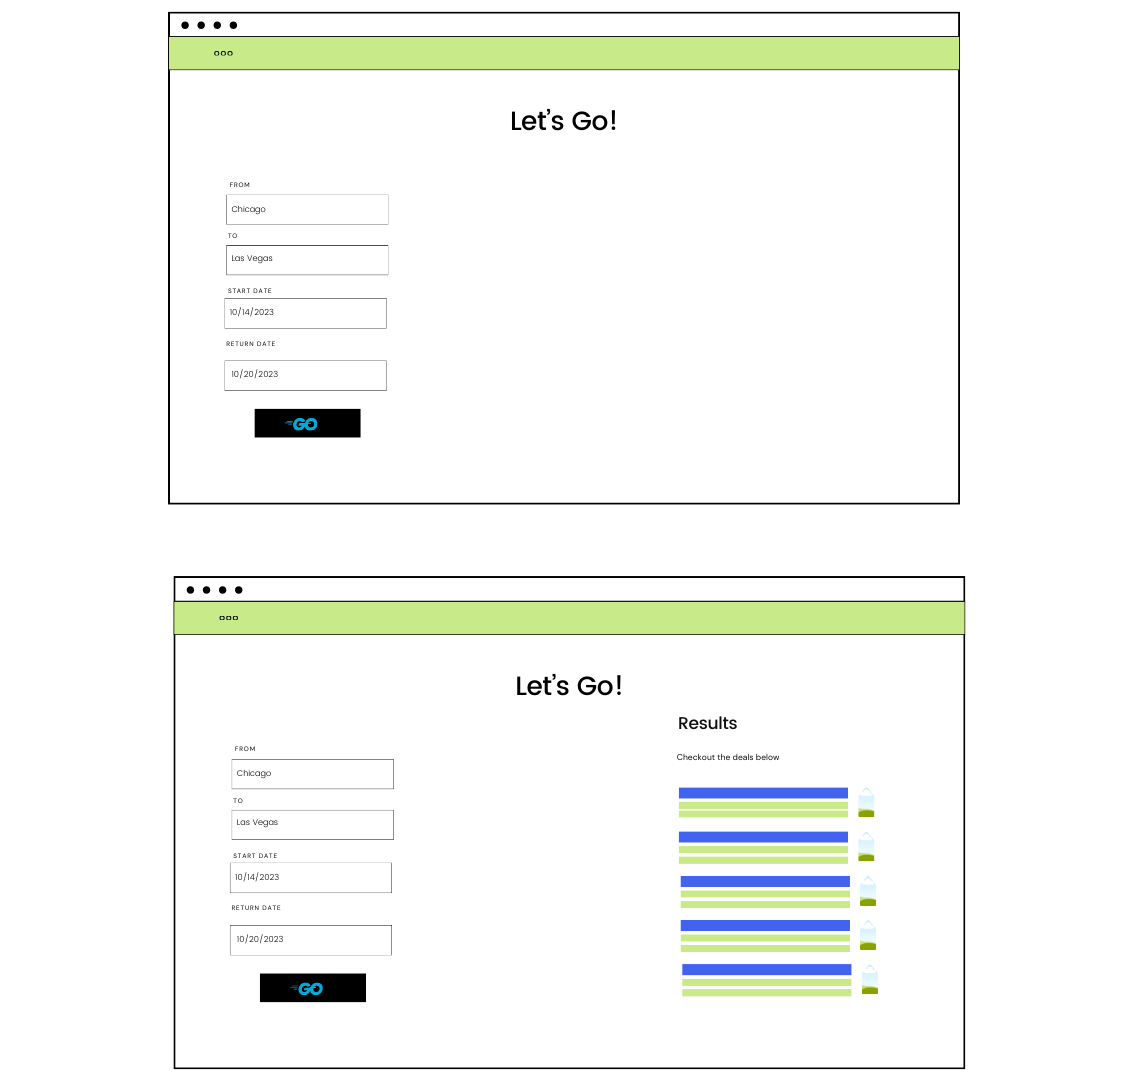 Let's Go!
FROM
Chicago
TO
Las Vegas
START DATE
10/14/2023
RETURN DATE
10/20/2023
GO
Let's Go!
Results
Checkout the deals below
FROM
Chicago
TO
Las Vegas
START DATE
10/14/2023
RETURN DATE
10/20/2023
GO